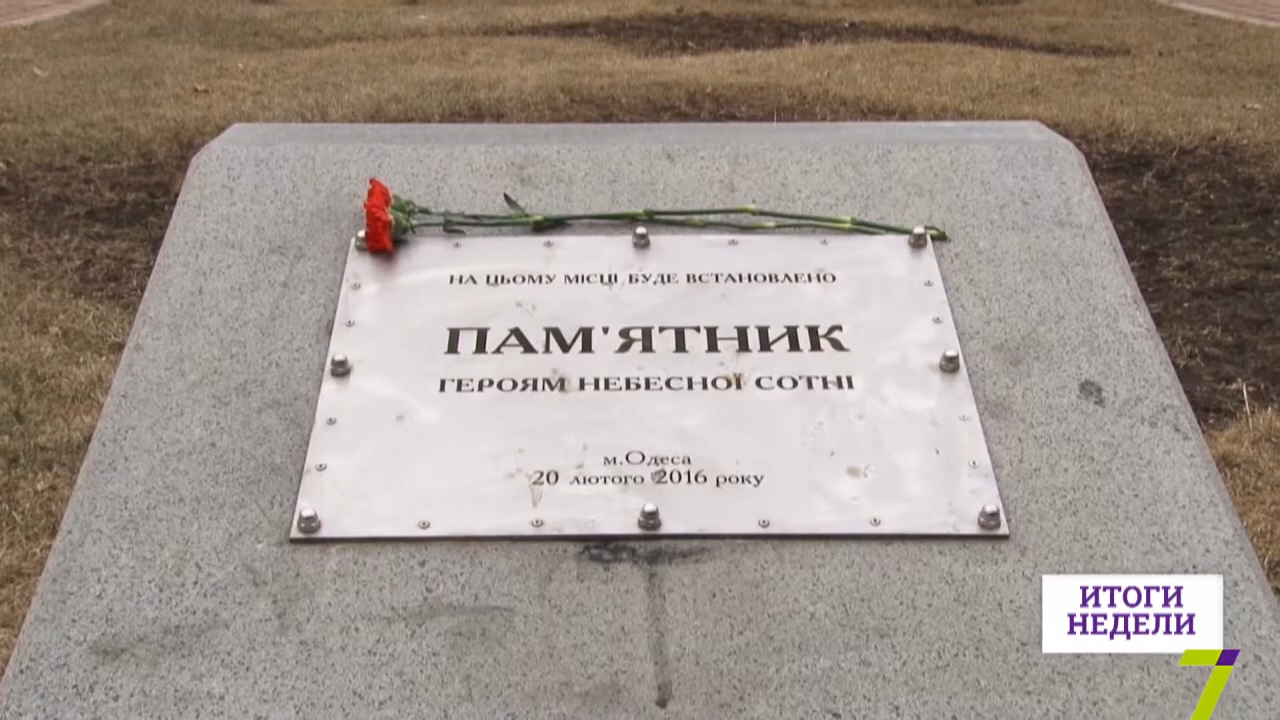 НА ЦЬОМУ МІСЦІ БУДЕ ВСТАНОВЛЕНО
ПАМ'ЯТНИК
ГЕРОЯМ НЕБЕСНОЇ СОТНІ
м.Одеса
20 лютого 2016 року
ИТОГИ
НЕДЕЛИ
7